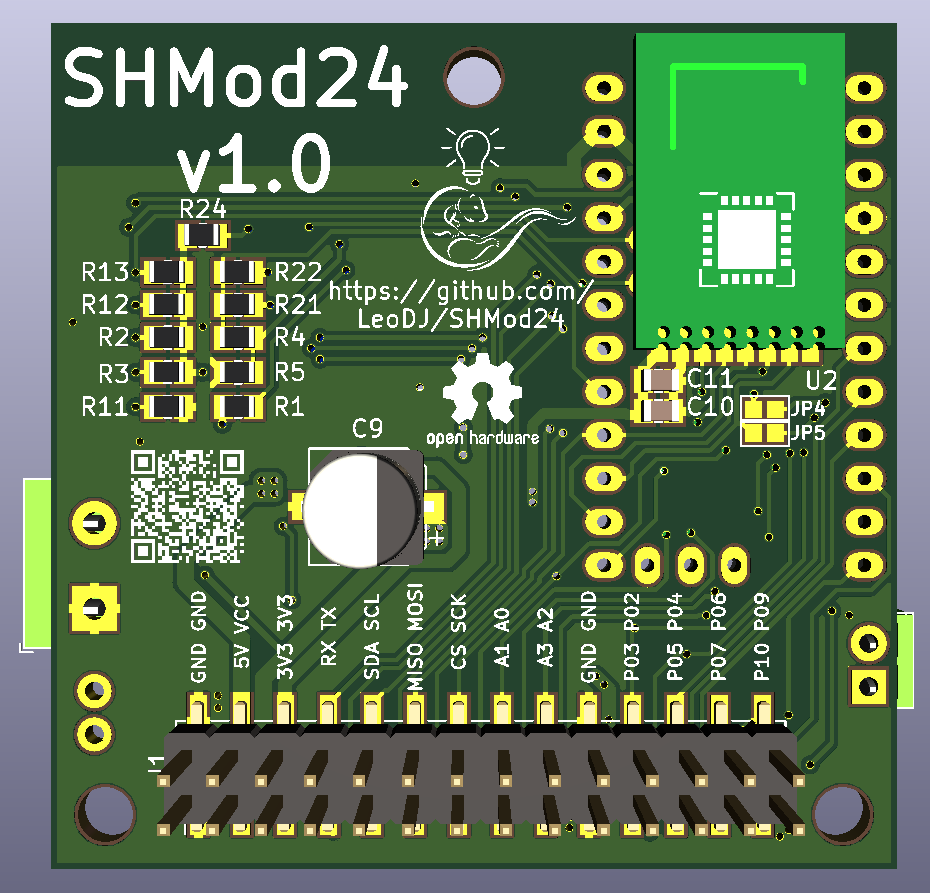 SHMod24
v1.0
R24
R13 R22
R12 R21
R2 R4
R3 R5
R11 R1
https://github.com/
LeoDJ/SHMod24
open hardware
C9
+
C11
C10
U2
JP4
JP5
GND GND
5V VCC
3V3 3V3
RX TX
SDA SCL
MISO MOSI
CS SCK
A1 A0
A3 A2
GND GND
P03 P02
P05 P04
P07 P06
P10 P09
J1